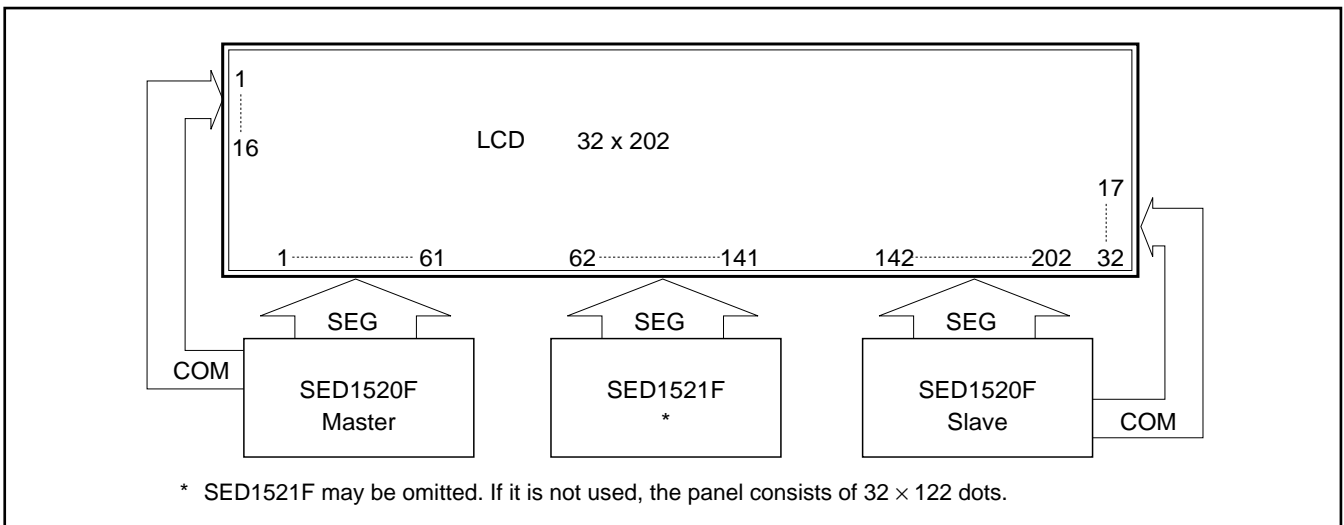 1
16
LCD 32 x 202
17
32
1 61 62 141 142 202
SEG SEG SEG
COM
SED1520F
Master
SED1521F
*
SED1520F
Slave
COM
* SED1521F may be omitted. If it is not used, the panel consists of 32 × 122 dots.